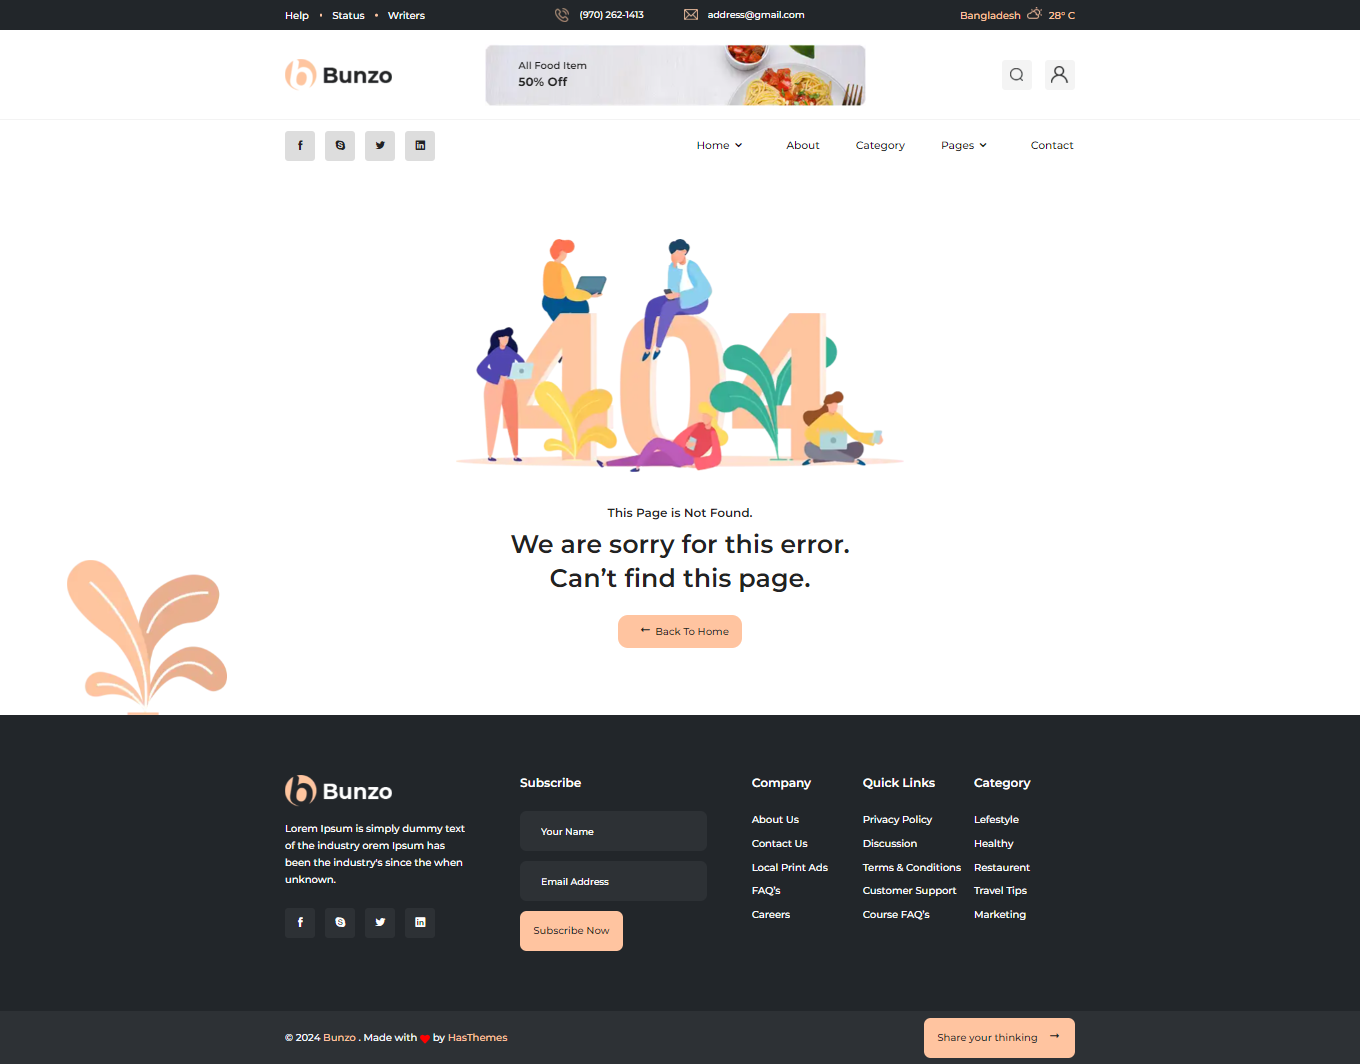 Help • Status • Writers
(970) 262-1413
address@gmail.com
Bangladesh 28° C
Bunzo
All Food Item
50% Off
Home
About
Category
Pages
Contact
404
This Page is Not Found.
We are sorry for this error.
Can’t find this page.
Back To Home
Bunzo
Lorem Ipsum is simply dummy text
of the industry orem Ipsum has
been the industry's since the when
unknown.
Subscribe
Your Name
Email Address
Subscribe Now
Company
About Us
Contact Us
Local Print Ads
FAQ’s
Careers
Quick Links
Privacy Policy
Discussion
Terms & Conditions
Customer Support
Course FAQ’s
Category
Lefestyle
Healthy
Restaurent
Travel Tips
Marketing
© 2024 Bunzo . Made with ❤ by HasThemes
Share your thinking